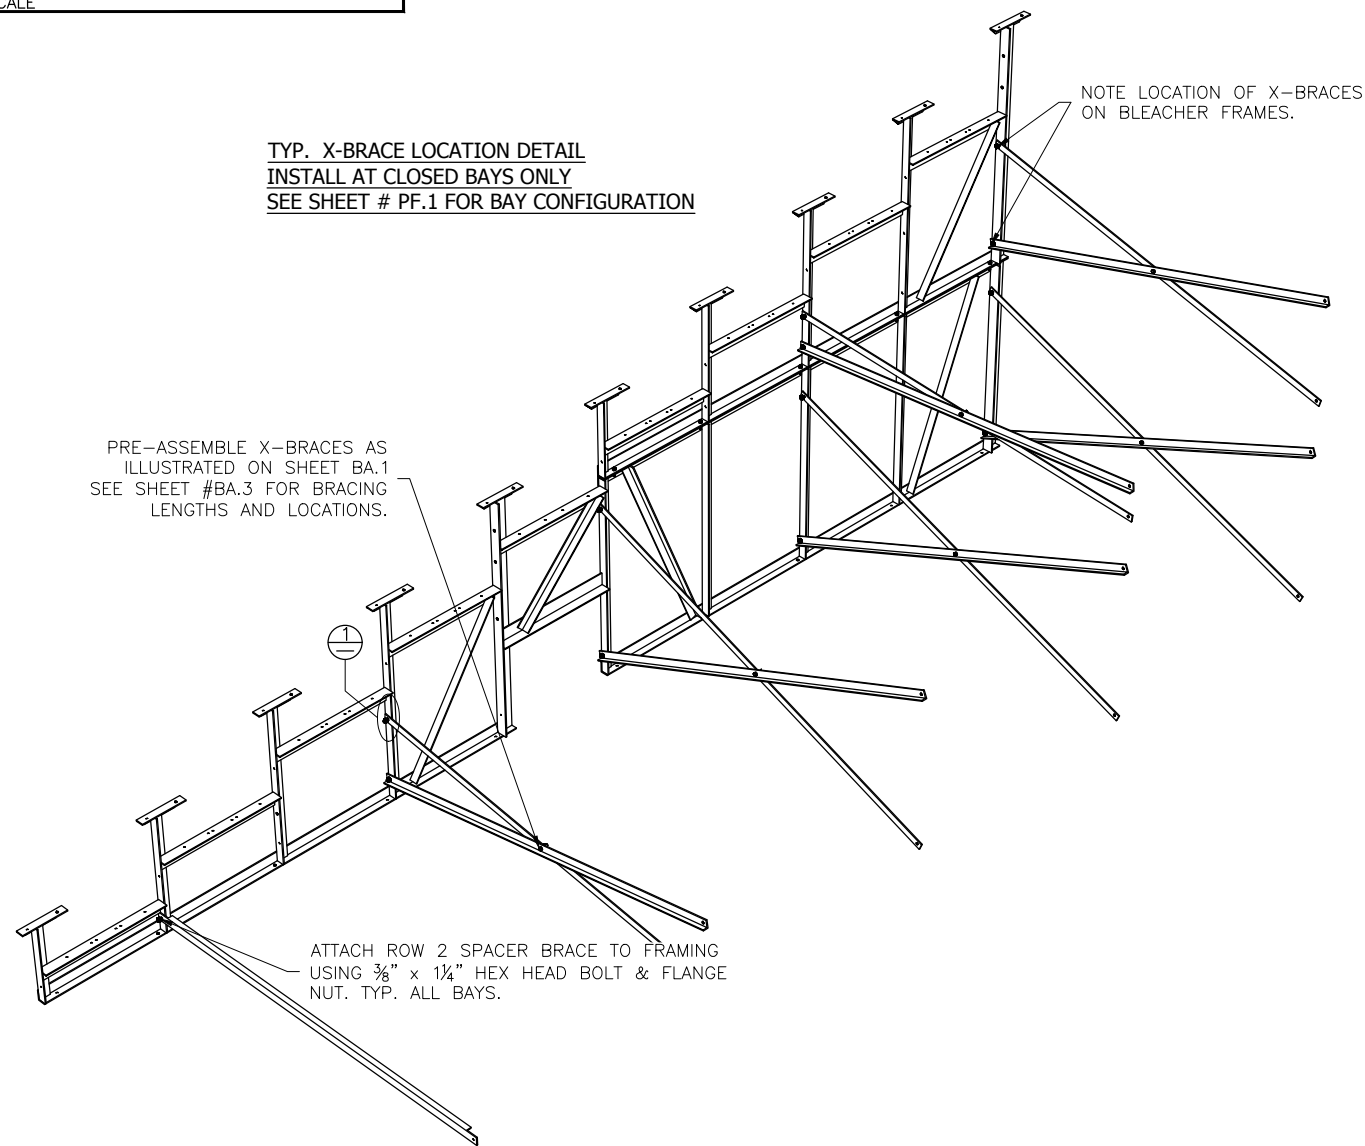 SCALE
TYP. X-BRACE LOCATION DETAIL
INSTALL AT CLOSED BAYS ONLY
SEE SHEET # PF.1 FOR BAY CONFIGURATION
NOTE LOCATION OF X-BRACES
ON BLEACHER FRAMES.
PRE-ASSEMBLE X-BRACES AS
ILLUSTRATED ON SHEET BA.1
SEE SHEET #BA.3 FOR BRACING
LENGTHS AND LOCATIONS.
1
–
ATTACH ROW 2 SPACER BRACE TO FRAMING
USING ⅜" x 1¼" HEX HEAD BOLT & FLANGE
NUT. TYP. ALL BAYS.